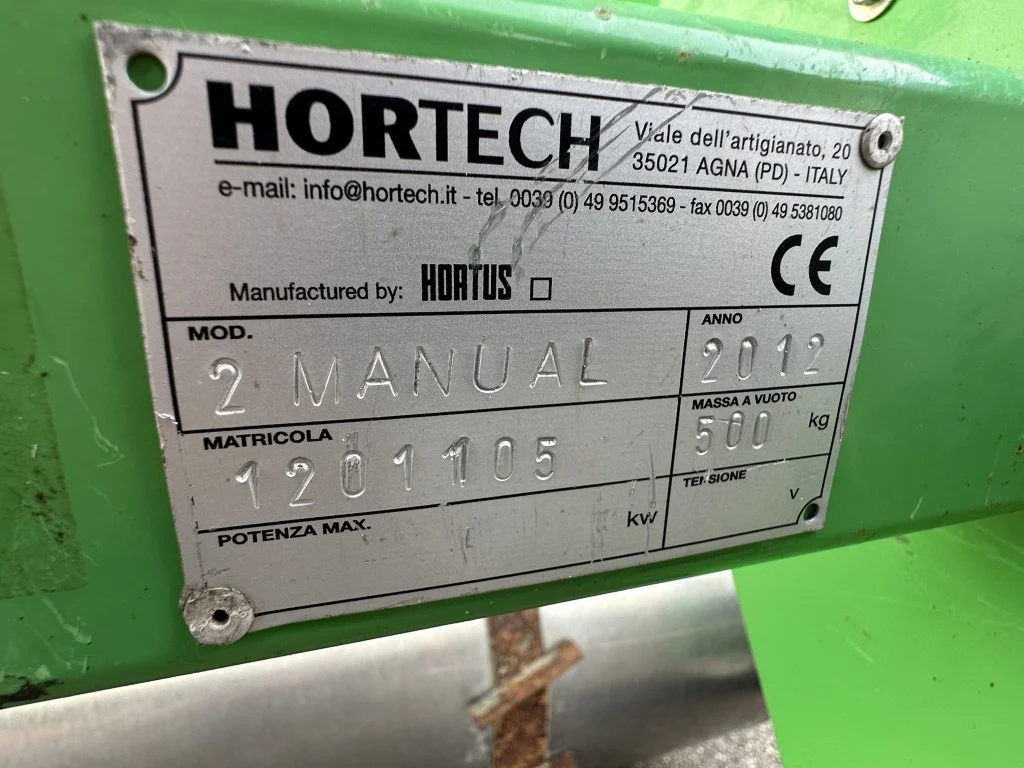 HORTECH
Viale dell'artigianato, 20
35021 AGNA (PD) - ITALY
e-mail: info@hortech.it - tel. 0039 (0) 49 9515369 - fax 0039 (0) 49 5381080
Manufactured by: HORTUS
CE
MOD.
2 MANUAL
ANNO
2012
MATRICOLA
1201105
MASSA A VUOTO
500 kg
POTENZA MAX.
kw
TENSIONE
V